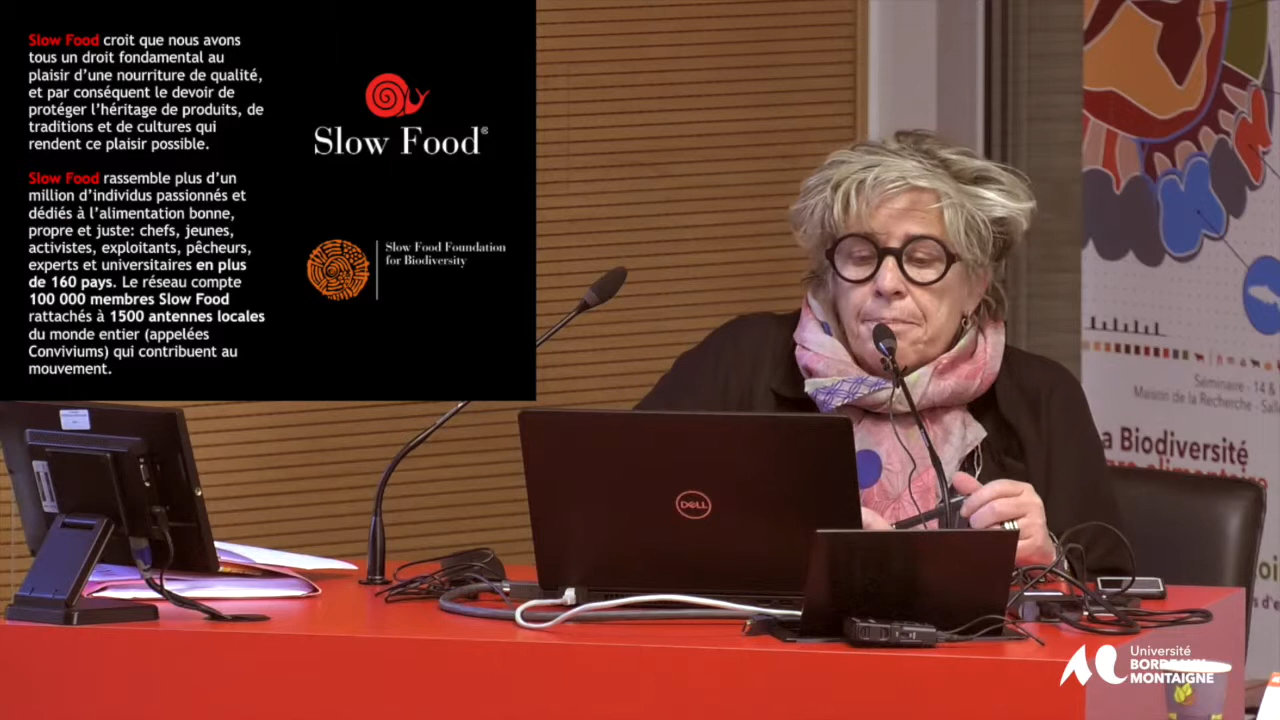 Slow Food croit que nous avons
tous un droit fondamental au
plaisir d'une nourriture de qualité,
et par conséquent le devoir de
protéger l'héritage de produits, de
traditions et de cultures qui
rendent ce plaisir possible.
Slow Food rassemble plus d'un
million d'individus passionnés et
dédiés à l'alimentation bonne,
propre et juste: chefs, jeunes,
activistes, exploitants, pêcheurs,
experts et universitaires en plus
de 160 pays. Le réseau compte
100 000 membres Slow Food
rattachés à 1500 antennes locales
du monde entier (appelées
Conviviums) qui contribuent au
mouvement.
Slow Food®
Slow Food Foundation
for Biodiversity
DELL
Séminaire - 14 &
Maison de la Recherche - Sal
a Biodiversité
Université
BORDEAUX
MONTAIGNE